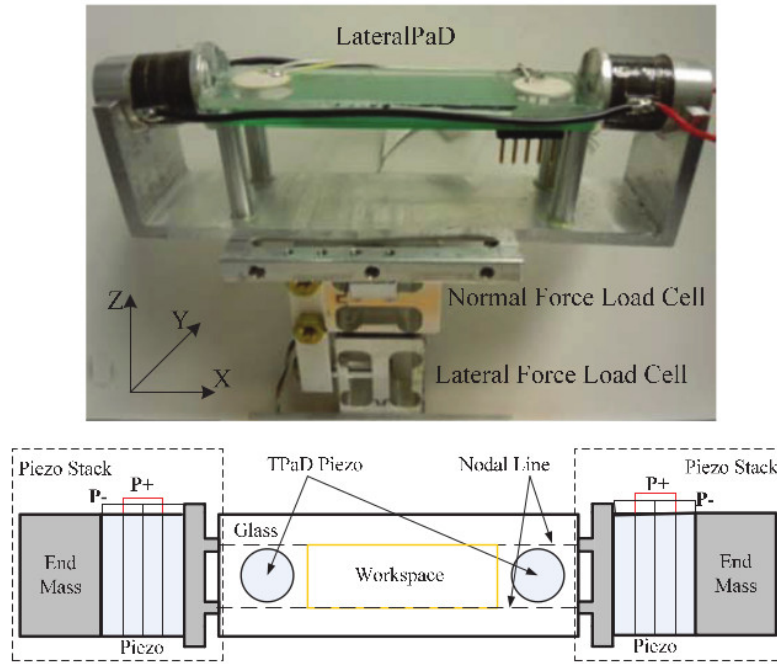 LateralPaD
Normal Force Load Cell
Lateral Force Load Cell
Z
Y
X
Piezo Stack
P+
P-
TPaD Piezo
Nodal Line
Piezo Stack
P+
P-
Glass
End
Mass
Workspace
End
Mass
Piezo
Piezo